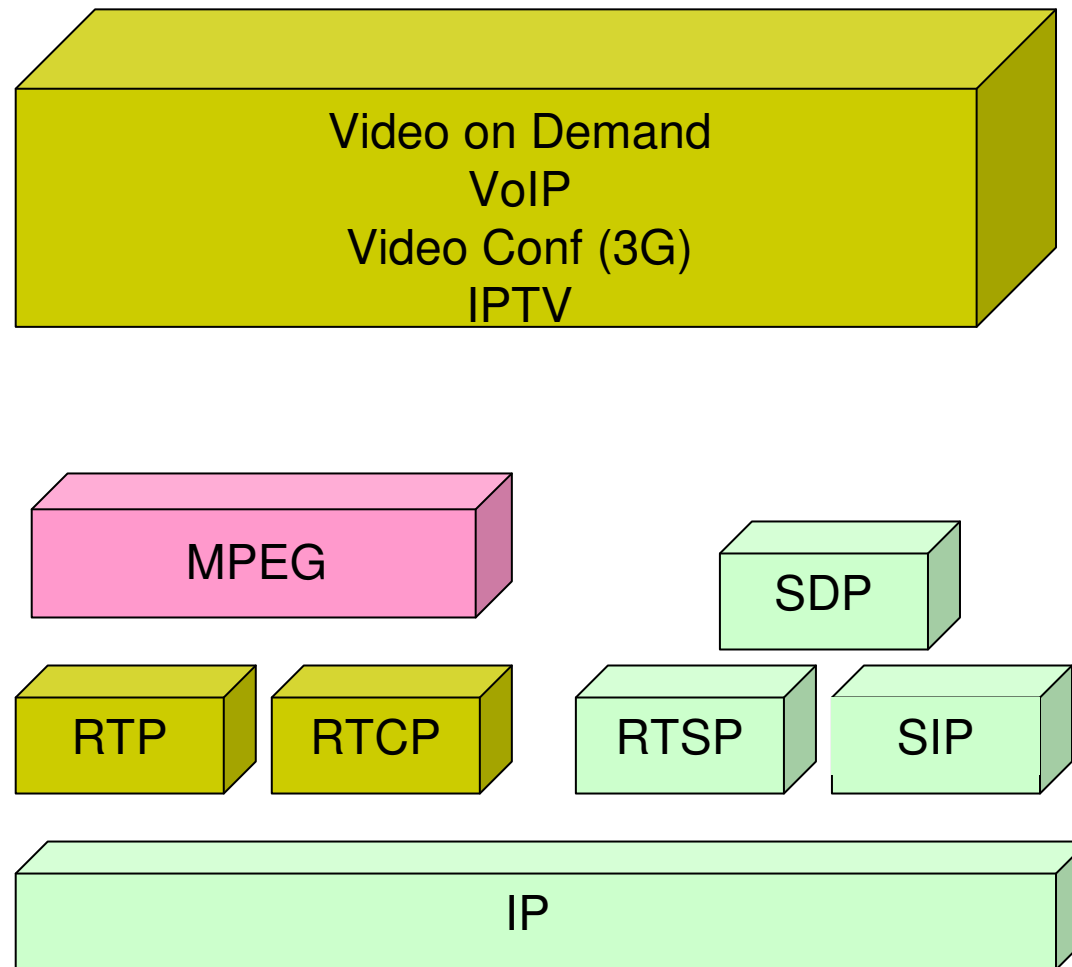 Video on Demand
VoIP
Video Conf (3G)
IPTV
MPEG
SDP
RTP
RTCP
RTSP
SIP
IP